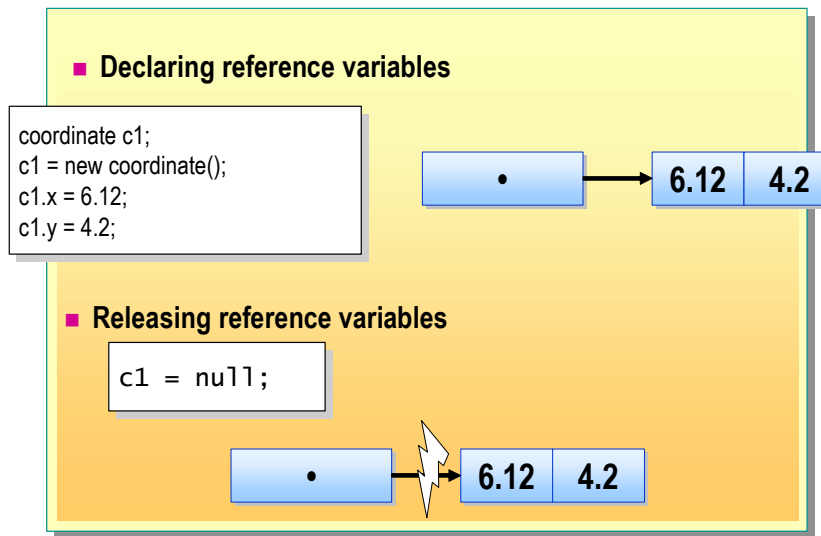 Declaring reference variables
coordinate c1;
c1 = new coordinate();
c1.x = 6.12;
c1.y = 4.2;
6.12 4.2
Releasing reference variables
c1 = null;
6.12 4.2